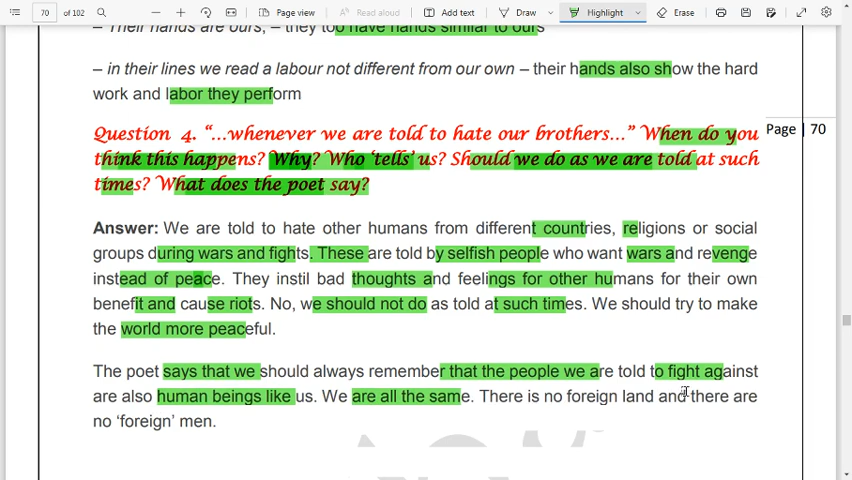 70 of 102
Page view
Read aloud
Add text
Draw
Highlight
Erase
– Their hands are ours, – they too have hands similar to ours
– in their lines we read a labour not different from our own – their hands also show the hard
work and labor they perform
Question 4. “…whenever we are told to hate our brothers…” When do you
think this happens? Why? Who ‘tells’ us? Should we do as we are told at such
times? What does the poet say?
Page | 70
Answer: We are told to hate other humans from different countries, religions or social
groups during wars and fights. These are told by selfish people who want wars and revenge
instead of peace. They instil bad thoughts and feelings for other humans for their own
benefit and cause riots. No, we should not do as told at such times. We should try to make
the world more peaceful.
The poet says that we should always remember that the people we are told to fight against
are also human beings like us. We are all the same. There is no foreign land and there are
no ‘foreign’ men.